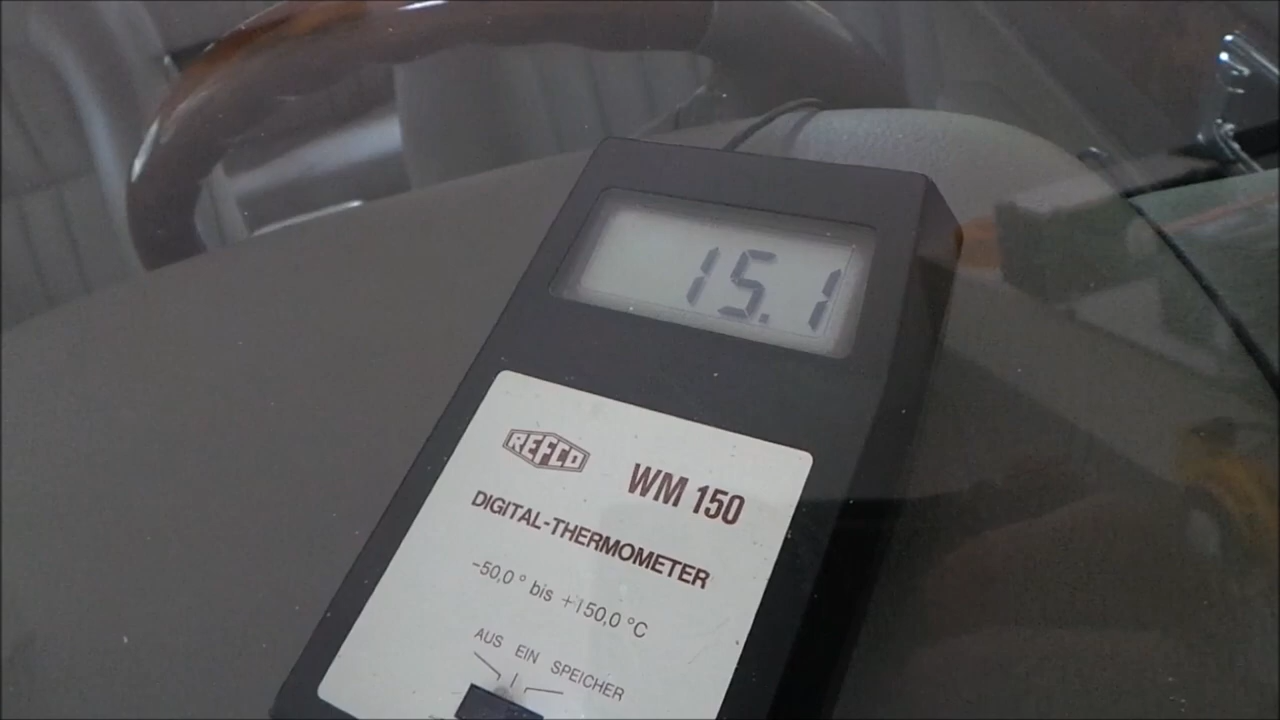 15.1
REFCO
WM 150
DIGITAL-THERMOMETER
-50,0° bis +150,0 °C
AUS EIN SPEICHER